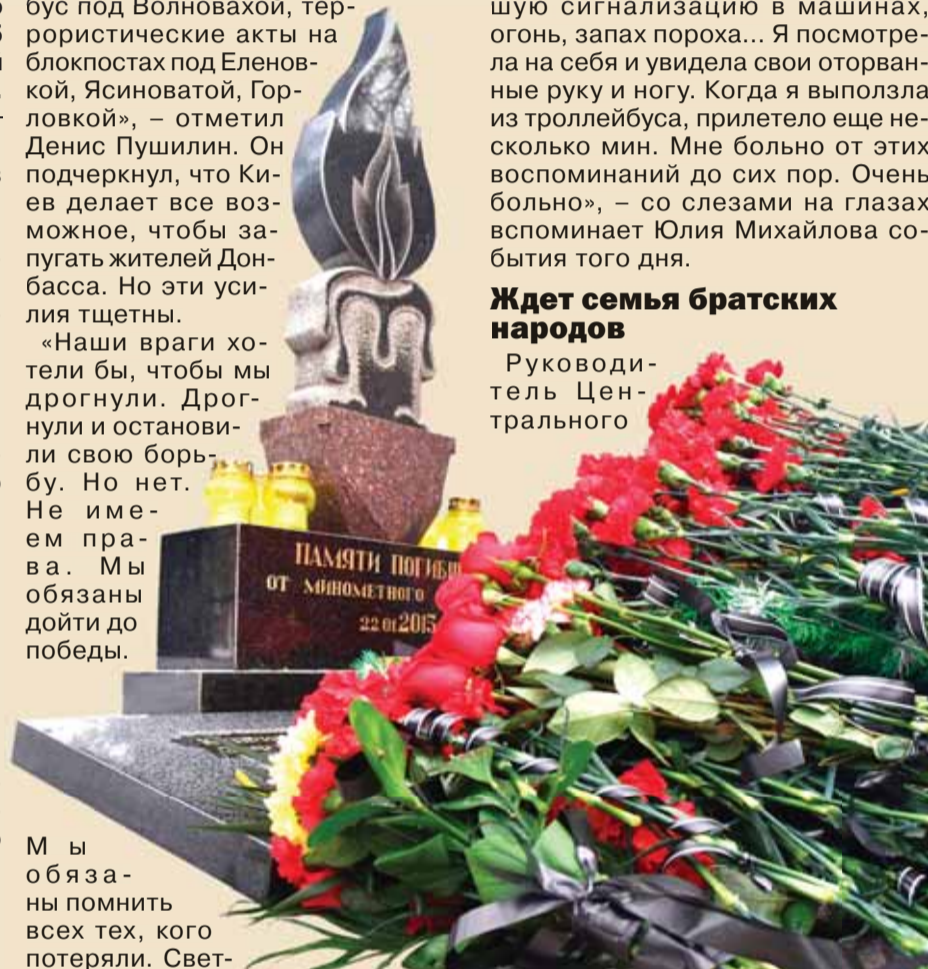 бус под Волновахой, тер-
рористические акты на
блокпостах под Еленов-
кой, Ясиноватой, Гор-
ловкой», – отметил
Денис Пушилин. Он
подчеркнул, что Ки-
ев делает все воз-
можное, чтобы за-
пугать жителей Дон-
басса. Но эти уси-
лия тщетны.
«Наши враги хо-
тели бы, чтобы мы
дрогнули. Дрог-
нули и останови-
ли свою борь-
бу. Но нет.
Не име-
ем пра-
ва. Мы
обязаны
дойти до
победы.
Мы
обяза-
ны помнить
всех тех, кого
потеряли. Свет-
шую сигнализацию в машинах,
огонь, запах пороха... Я посмотре-
ла на себя и увидела свои оторван-
ные руку и ногу. Когда я выползла
из троллейбуса, прилетело еще не-
сколько мин. Мне больно от этих
воспоминаний до сих пор. Очень
больно», – со слезами на глазах
вспоминает Юлия Михайлова со-
бытия того дня.
Ждет семья братских
народов
Руководи-
тель Цен-
трального
ПАМЯТИ ПОГИБШ
ОТ МИНОМЕТНОГО
22 01 2015